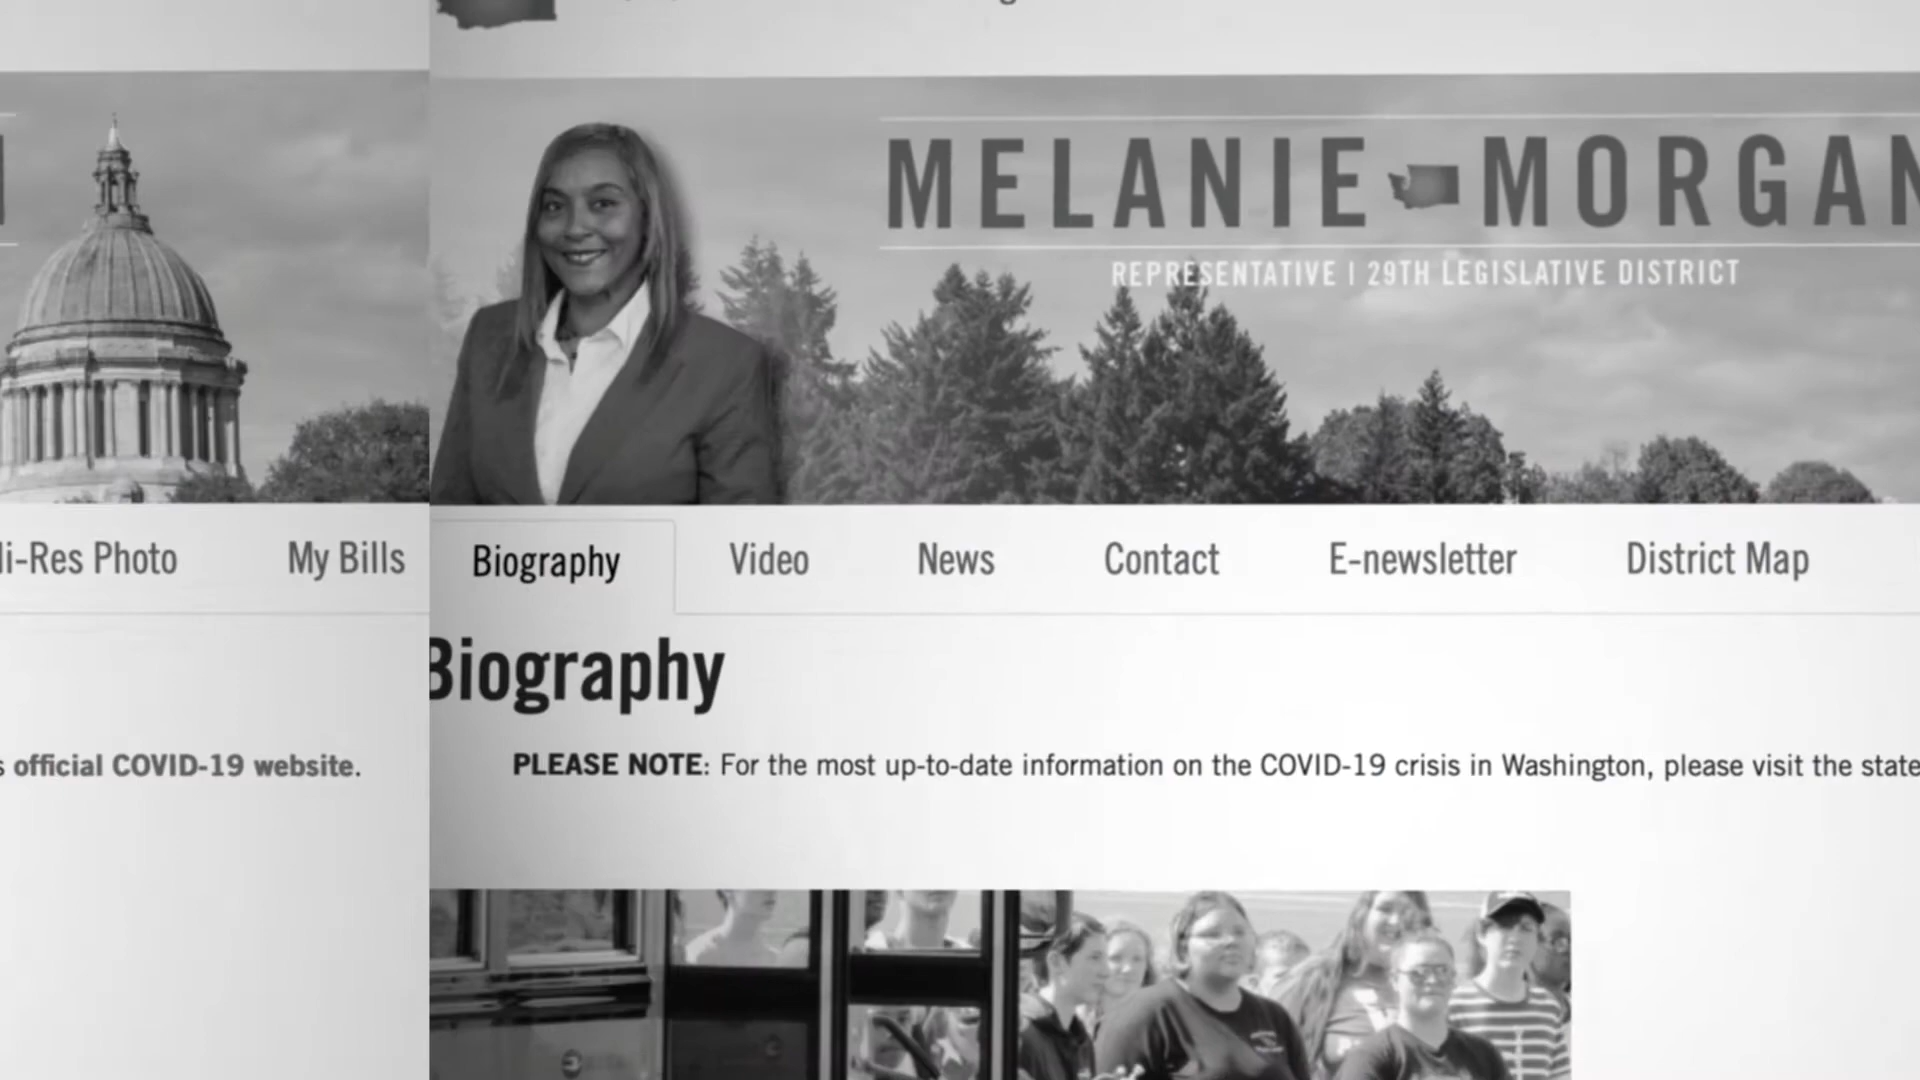 MELANIE MORGAN
REPRESENTATIVE | 29TH LEGISLATIVE DISTRICT
Photo
My Bills
Biography
Video
News
Contact
E-newsletter
District Map
Biography
official COVID-19 website.
PLEASE NOTE: For the most up-to-date information on the COVID-19 crisis in Washington, please visit the state